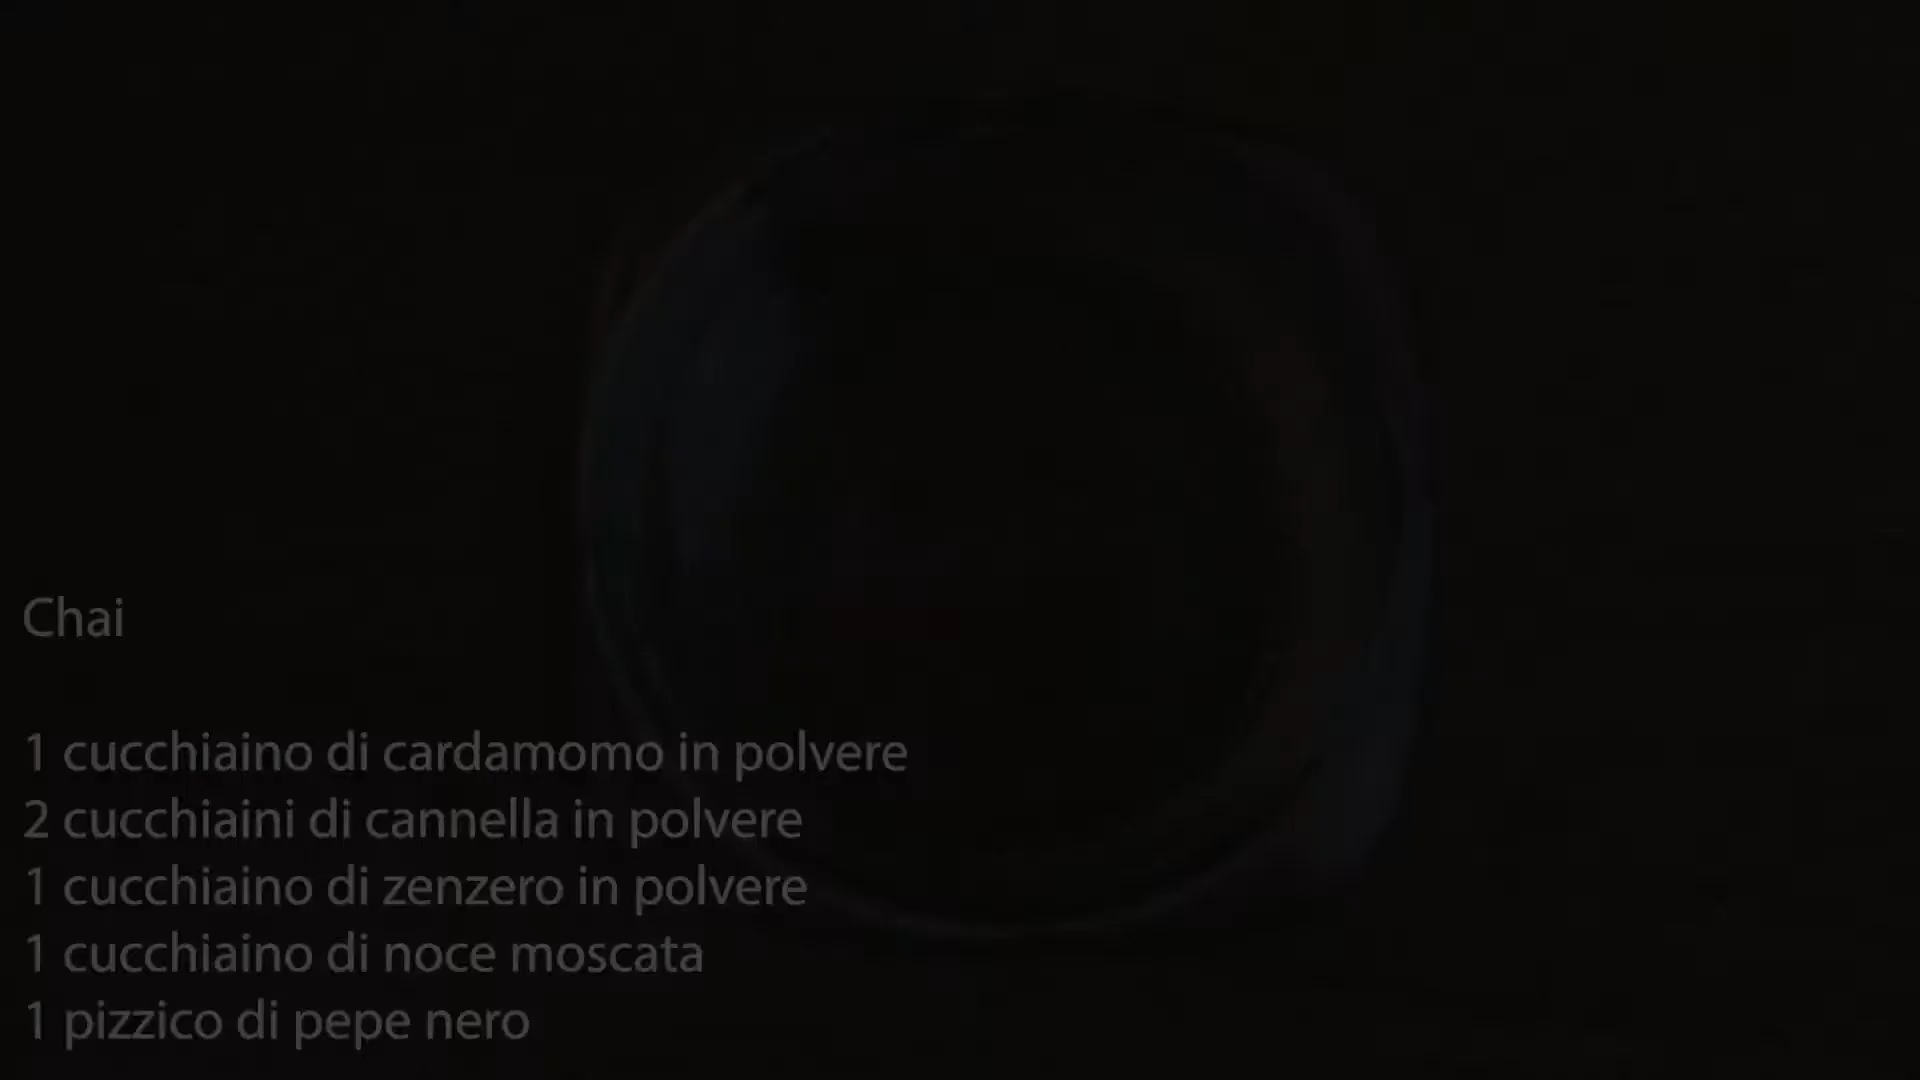 Chai
1 cucchiaino di cardamomo in polvere
2 cucchiaini di cannella in polvere
1 cucchiaino di zenzero in polvere
1 cucchiaino di noce moscata
1 pizzico di pepe nero